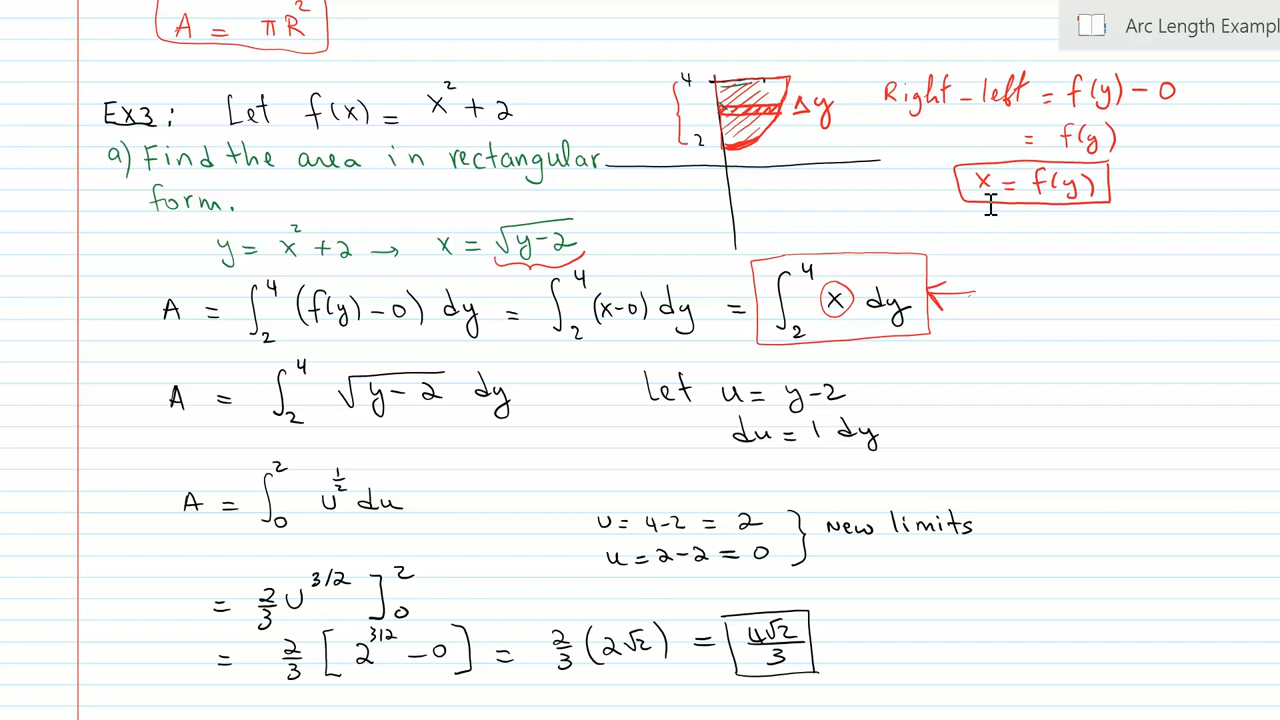 A = πR²
Arc Length Exampl
Ex3: Let f(x) = x² + 2
4
2
Δy
Right - left = f(y) - 0
= f(y)
x = f(y)
a) Find the area in rectangular
form.
y = x² + 2 → x = √(y-2)
A = ∫₂⁴ (f(y) - 0) dy = ∫₂⁴ (x-0) dy = ∫₂⁴ x dy
A = ∫₂⁴ √(y-2) dy
let u = y-2
du = 1 dy
A = ∫₀² u^(1/2) du
u = 4-2 = 2
u = 2-2 = 0
New limits
= 2/3 u^(3/2) ]₀²
= 2/3 [2^(3/2) - 0] = 2/3 (2√2) = 4√2/3